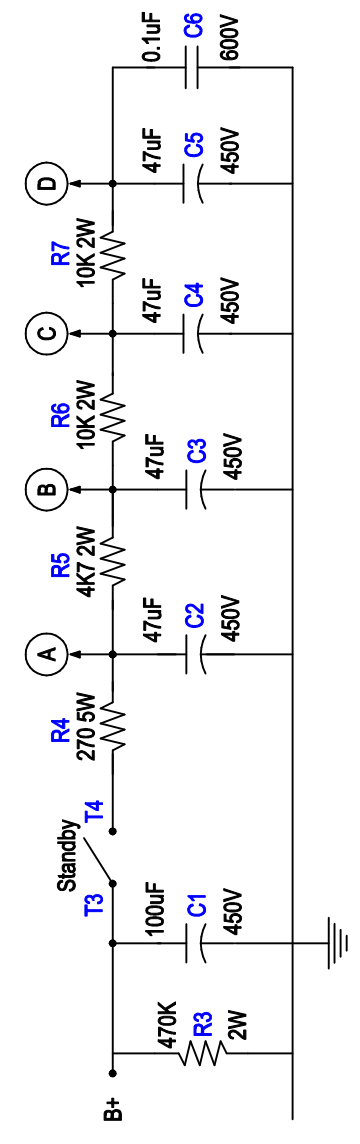 B+
470K
R3
2W
100uF
C1
450V
Standby
T3
T4
R4
270 5W
A
47uF
C2
450V
R5
4K7 2W
B
47uF
C3
450V
R6
10K 2W
C
47uF
C4
450V
R7
10K 2W
D
47uF
C5
450V
0.1uF
C6
600V